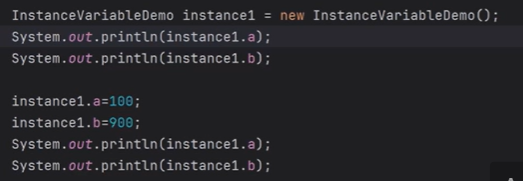 InstanceVariableDemo instance1 = new InstanceVariableDemo();
System.out.println(instance1.a);
System.out.println(instance1.b);
instance1.a=100;
instance1.b=900;
System.out.println(instance1.a);
System.out.println(instance1.b);